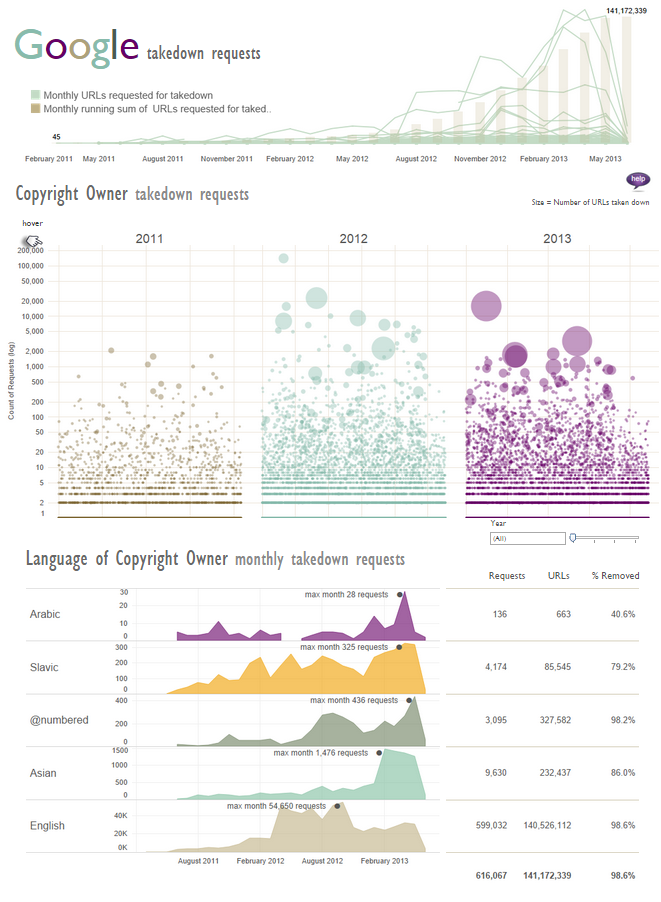 141,172,339
Google takedown requests
Monthly URLs requested for takedown
Monthly running sum of URLs requested for taked..
45
February 2011 May 2011 August 2011 November 2011 February 2012 May 2012 August 2012 November 2012 February 2013 May 2013
help
Copyright Owner takedown requests
Size = Number of URLs taken down
hover
2011 2012 2013
Count of Requests (log)
200,000
100,000
50,000
20,000
10,000
5,000
2,000
1,000
500
200
100
50
20
10
5
2
1
Year
(All)
Language of Copyright Owner monthly takedown requests
Requests URLs % Removed
Arabic
30
20
10
0
max month 28 requests
136 663 40.6%
Slavic
300
200
100
0
max month 325 requests
4,174 85,545 79.2%
@numbered
400
200
0
max month 436 requests
3,095 327,582 98.2%
Asian
1500
1000
500
0
max month 1,476 requests
9,630 232,437 86.0%
English
40K
20K
0K
max month 54,650 requests
599,032 140,526,112 98.6%
August 2011 February 2012 August 2012 February 2013
616,067 141,172,339 98.6%